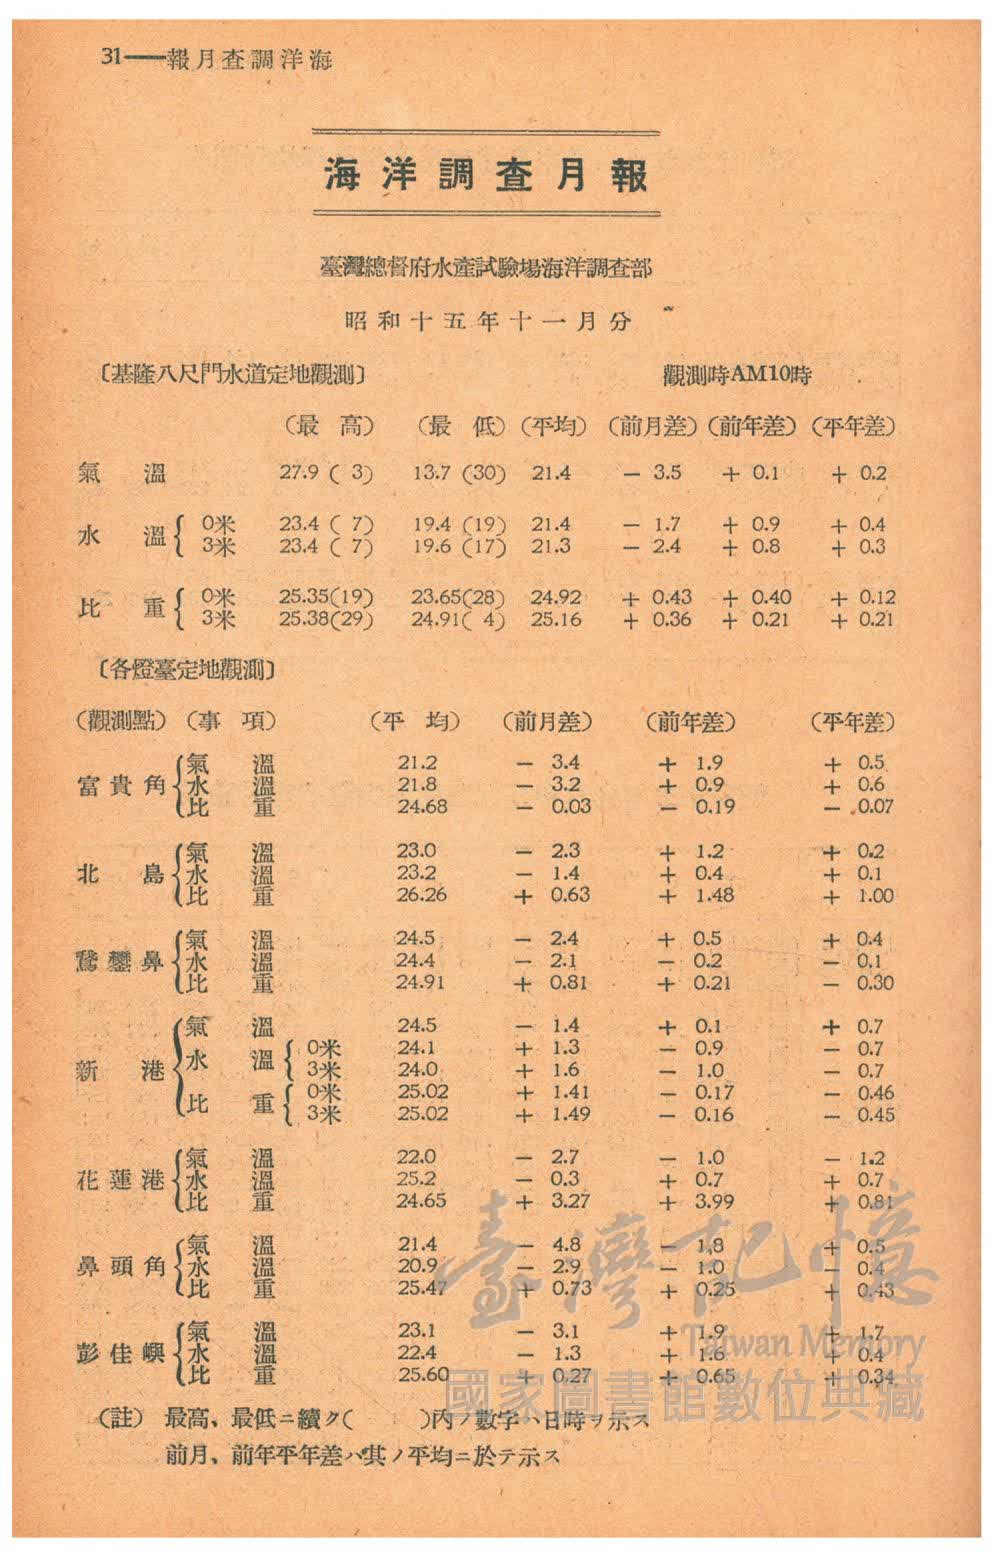 31——報月查調洋海
海洋調查月報
臺灣總督府水產試驗場海洋調查部
昭和十五年十一月分
〔基隆八尺門水道定地觀測〕 觀測時AM10時
(最高) (最低) (平均) (前月差) (前年差) (平年差)
氣溫 27.9 ( 3) 13.7 (30) 21.4 － 3.5 ＋ 0.1 ＋ 0.2
水溫 { 0米 23.4 ( 7) 19.4 (19) 21.4 － 1.7 ＋ 0.9 ＋ 0.4
3米 23.4 ( 7) 19.6 (17) 21.3 － 2.4 ＋ 0.8 ＋ 0.3
比重 { 0米 25.35(19) 23.65(28) 24.92 ＋ 0.43 ＋ 0.40 ＋ 0.12
3米 25.38(29) 24.91( 4) 25.16 ＋ 0.36 ＋ 0.21 ＋ 0.21
〔各燈臺定地觀測〕
(觀測點) (事項) (平均) (前月差) (前年差) (平年差)
富貴角 { 氣溫 21.2 － 3.4 ＋ 1.9 ＋ 0.5
水溫 21.8 － 3.2 ＋ 0.9 ＋ 0.6
比重 24.68 － 0.03 － 0.19 － 0.07
北島 { 氣溫 23.0 － 2.3 ＋ 1.2 ＋ 0.2
水溫 23.2 － 1.4 ＋ 0.4 ＋ 0.1
比重 26.26 ＋ 0.63 ＋ 1.48 ＋ 1.00
鵞鑾鼻 { 氣溫 24.5 － 2.4 ＋ 0.5 ＋ 0.4
水溫 24.4 － 2.1 － 0.2 － 0.1
比重 24.91 ＋ 0.81 ＋ 0.21 － 0.30
新港 { 氣溫 24.5 － 1.4 ＋ 0.1 ＋ 0.7
水溫 { 0米 24.1 ＋ 1.3 － 0.9 － 0.7
3米 24.0 ＋ 1.6 － 1.0 － 0.7
比重 { 0米 25.02 ＋ 1.41 － 0.17 － 0.46
3米 25.02 ＋ 1.49 － 0.16 － 0.45
花蓮港 { 氣溫 22.0 － 2.7 － 1.0 － 1.2
水溫 25.2 － 0.3 ＋ 0.7 ＋ 0.7
比重 24.65 ＋ 3.27 ＋ 3.99 ＋ 0.81
鼻頭角 { 氣溫 21.4 － 4.8 － 1,8 ＋ 0.5
水溫 20.9 － 2.9 － 1.0 － 0.4
比重 25.47 ＋ 0.73 ＋ 0.25 ＋ 0.43
彭佳嶼 { 氣溫 23.1 － 3.1 ＋ 1.9 ＋ 1.7
水溫 22.4 － 1.3 ＋ 1.6 ＋ 0.4
比重 25.60 ＋ 0.27 ＋ 0.65 ＋ 0.34
(註) 最高、最低ニ續ク( )內ノ數字ハ日時ヲ示ス
前月、前年平年差ハ其ノ平均ニ於テ示ス
臺灣記憶
Taiwan Memory
國家圖書館數位典藏